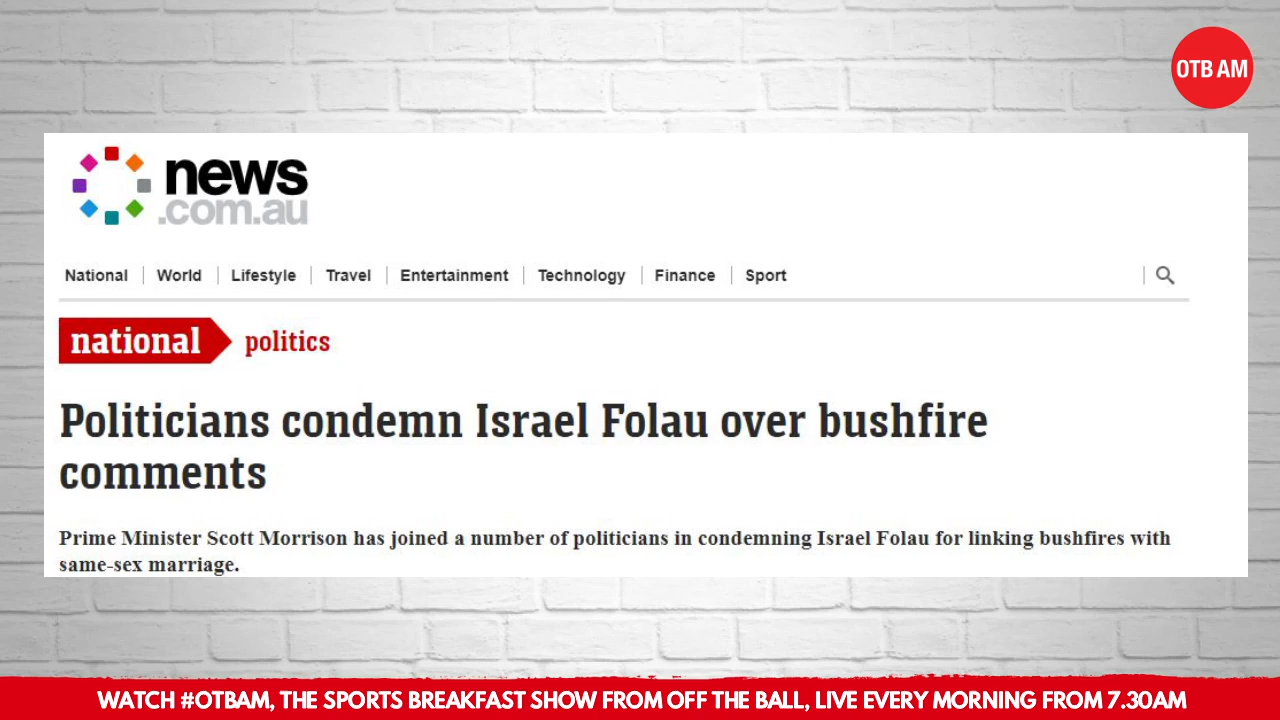 OTB AM
news
.com.au
National World Lifestyle Travel Entertainment Technology Finance Sport
national politics
Politicians condemn Israel Folau over bushfire
comments
Prime Minister Scott Morrison has joined a number of politicians in condemning Israel Folau for linking bushfires with
same-sex marriage.
WATCH #OTBAM, THE SPORTS BREAKFAST SHOW FROM OFF THE BALL, LIVE EVERY MORNING FROM 7.30AM